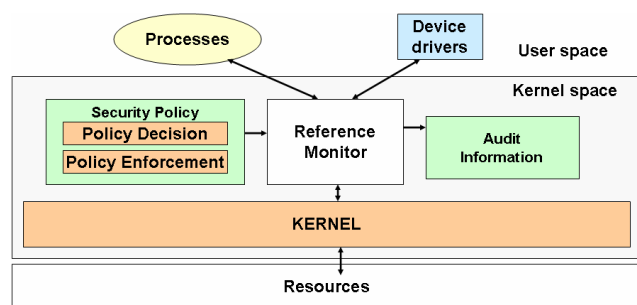 Processes
Device
drivers
User space
Kernel space
Security Policy
Policy Decision
Policy Enforcement
Reference
Monitor
Audit
Information
KERNEL
Resources